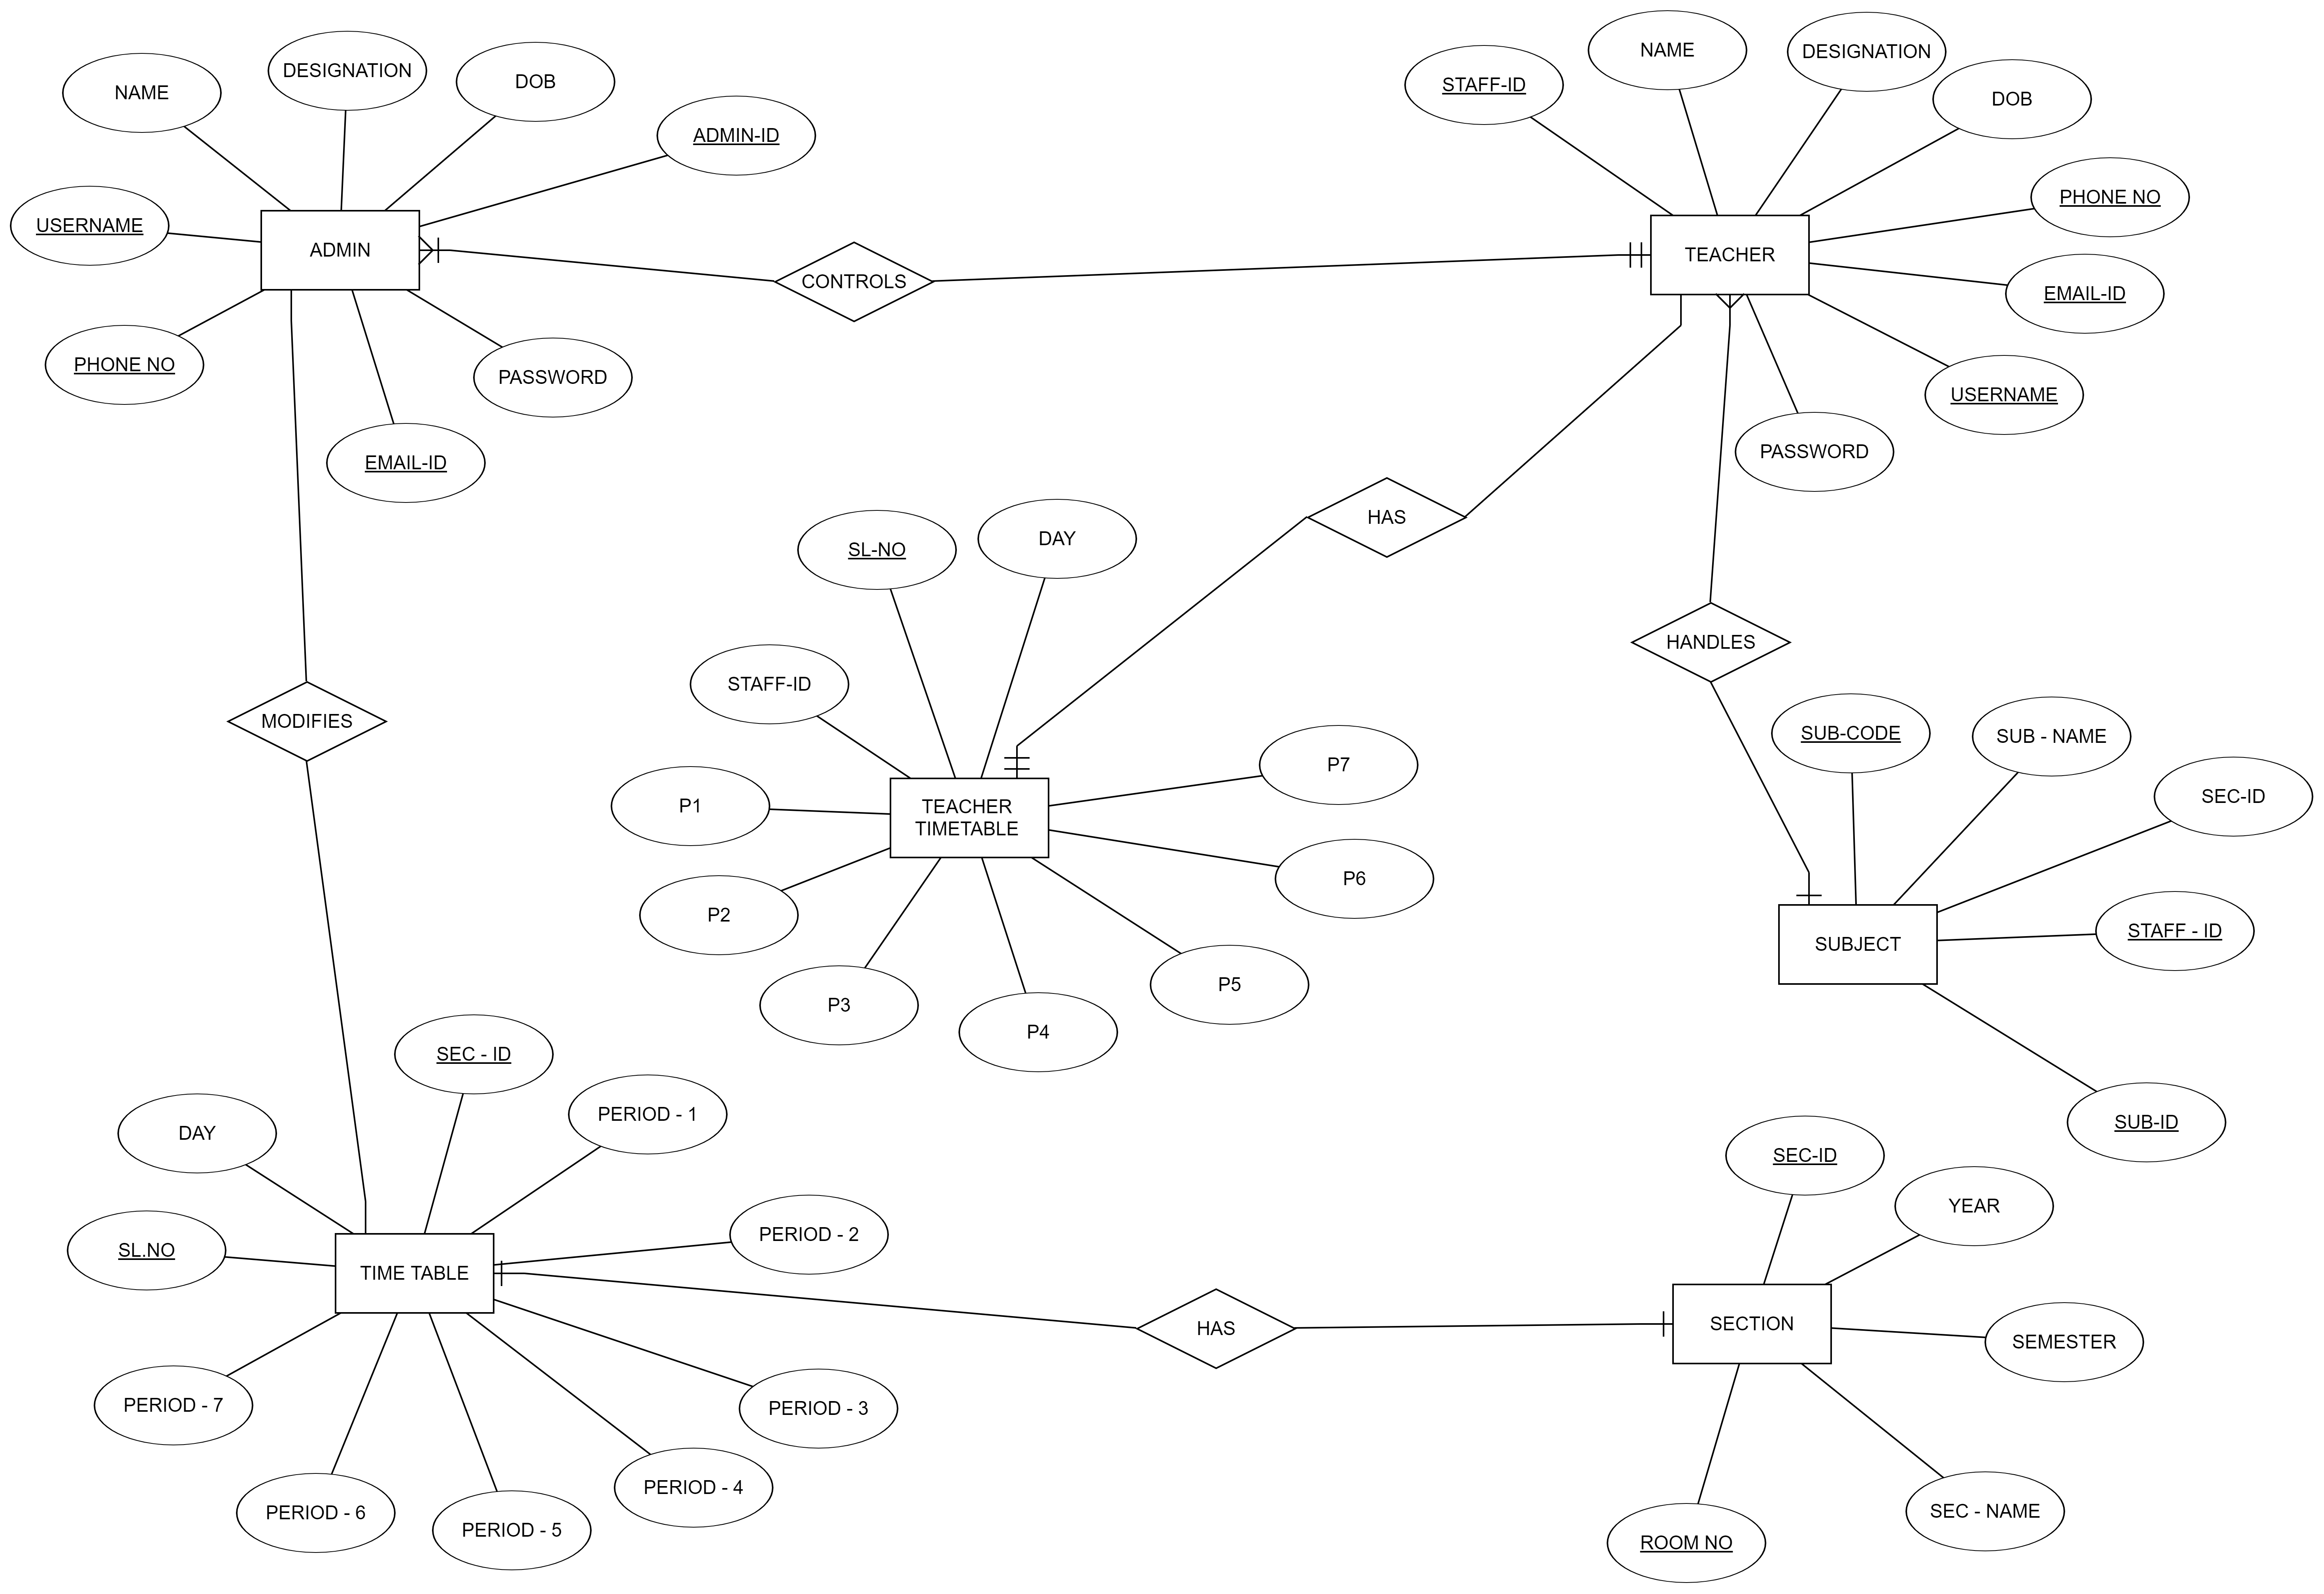 NAME
DESIGNATION
DOB
ADMIN-ID
USERNAME
ADMIN
PHONE NO
PASSWORD
EMAIL-ID
CONTROLS
STAFF-ID
NAME
DESIGNATION
DOB
PHONE NO
TEACHER
EMAIL-ID
USERNAME
PASSWORD
HAS
HANDLES
MODIFIES
SL-NO
DAY
STAFF-ID
P1
TEACHER
TIMETABLE
P7
P6
P2
P3
P4
P5
SUB-CODE
SUB - NAME
SEC-ID
STAFF - ID
SUBJECT
SUB-ID
SEC - ID
PERIOD - 1
DAY
SL.NO
PERIOD - 2
TIME TABLE
PERIOD - 7
PERIOD - 3
PERIOD - 4
PERIOD - 6
PERIOD - 5
HAS
SEC-ID
YEAR
SECTION
SEMESTER
SEC - NAME
ROOM NO